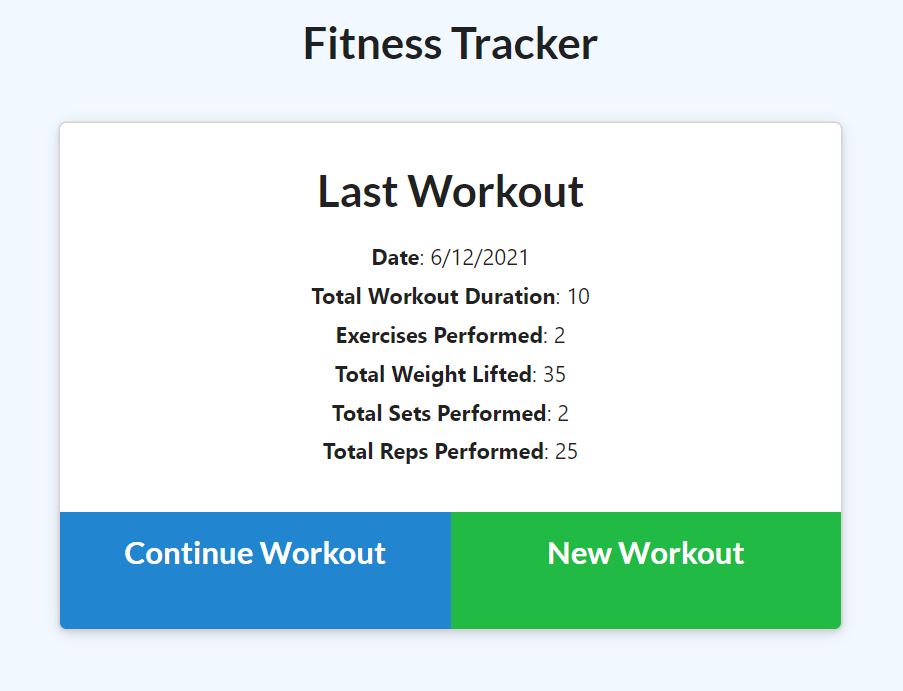 Fitness Tracker
Last Workout
Date: 6/12/2021
Total Workout Duration: 10
Exercises Performed: 2
Total Weight Lifted: 35
Total Sets Performed: 2
Total Reps Performed: 25
Continue Workout
New Workout